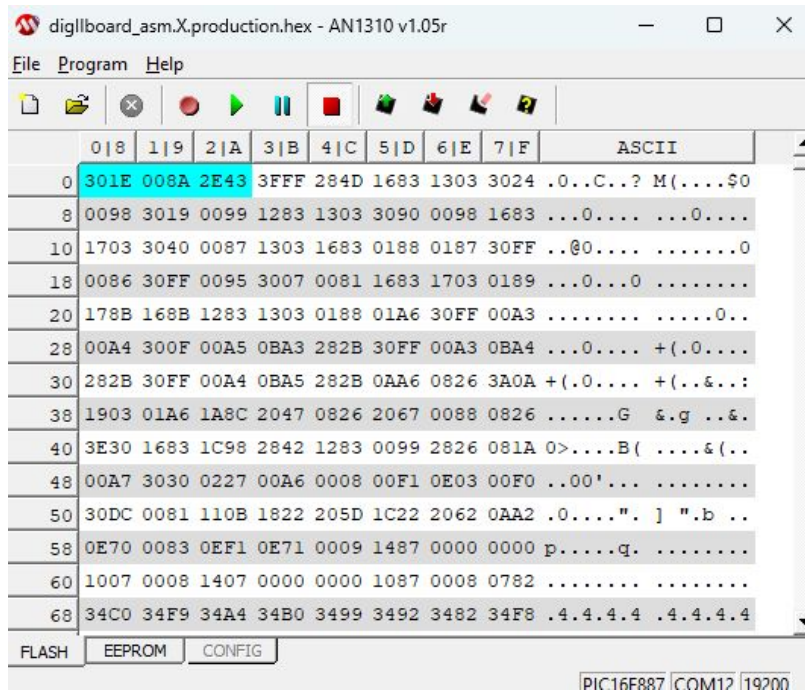 digIIboard_asm.X.production.hex - AN1310 v1.05r
File Program Help
0|8 1|9 2|A 3|B 4|C 5|D 6|E 7|F ASCII
0 301E 008A 2E43 3FFF 284D 1683 1303 3024 .0..C..? M(....$0
8 0098 3019 0099 1283 1303 3090 0098 1683 ...0.... ...0....
10 1703 3040 0087 1303 1683 0188 0187 30FF ..@0.... .......0
18 0086 30FF 0095 3007 0081 1683 1703 0189 ...0...0 ........
20 178B 168B 1283 1303 0188 01A6 30FF 00A3 ........ .....0..
28 00A4 300F 00A5 0BA3 282B 30FF 00A3 0BA4 ...0.... +(.0....
30 282B 30FF 00A4 0BA5 282B 0AA6 0826 3A0A +(.0.... +(..&..:
38 1903 01A6 1A8C 2047 0826 2067 0088 0826 ......G &.g ..&.
40 3E30 1683 1C98 2842 1283 0099 2826 081A 0>....B( ....&(..
48 00A7 3030 0227 00A6 0008 00F1 0E03 00F0 ..00'... ........
50 30DC 0081 110B 1822 205D 1C22 2062 0AA2 .0....". ] ".b ..
58 0E70 0083 0EF1 0E71 0009 1487 0000 0000 p.....q. ........
60 1007 0008 1407 0000 0000 1087 0008 0782 ........ ........
68 34C0 34F9 34A4 34B0 3499 3492 3482 34F8 .4.4.4.4 .4.4.4.4
FLASH EEPROM CONFIG
PIC16F887 COM12 19200